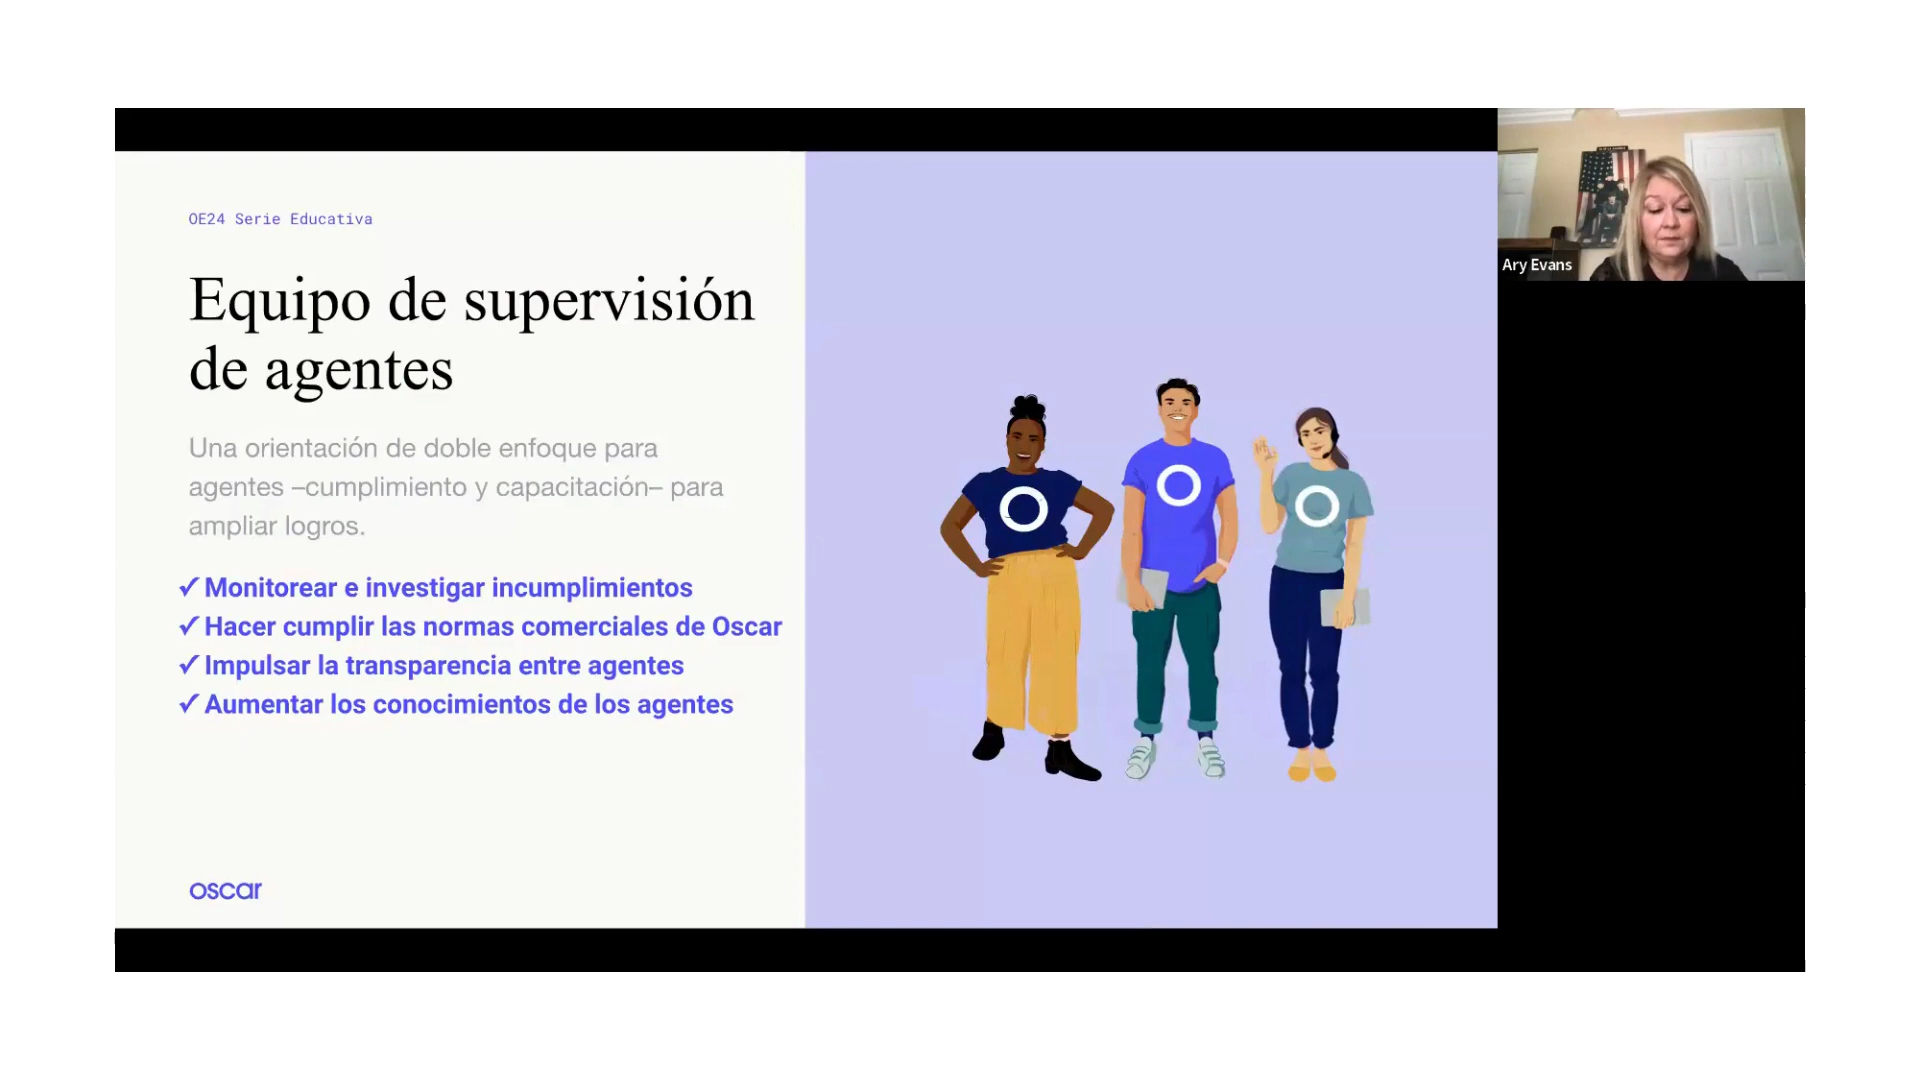 OE24 Serie Educativa
Equipo de supervisión
de agentes
Una orientación de doble enfoque para
agentes –cumplimiento y capacitación– para
ampliar logros.
✓ Monitorear e investigar incumplimientos
✓ Hacer cumplir las normas comerciales de Oscar
✓ Impulsar la transparencia entre agentes
✓ Aumentar los conocimientos de los agentes
oscar
Ary Evans